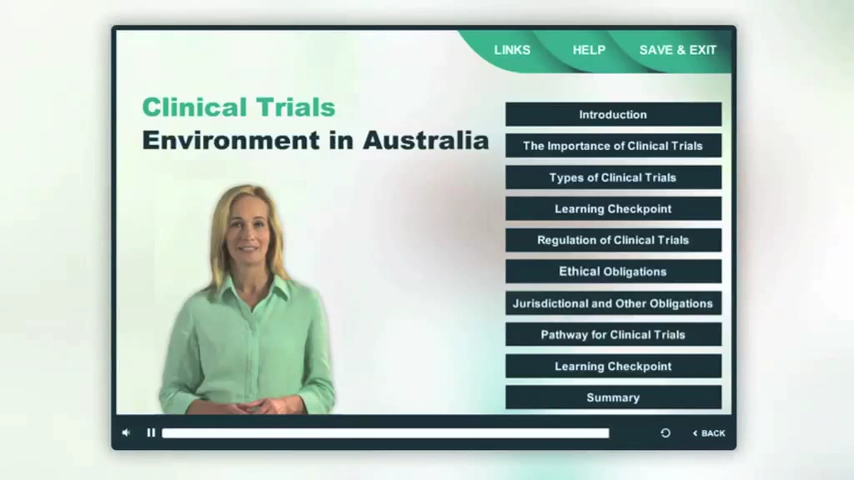 LINKS
HELP
SAVE & EXIT
Clinical Trials
Environment in Australia
Introduction
The Importance of Clinical Trials
Types of Clinical Trials
Learning Checkpoint
Regulation of Clinical Trials
Ethical Obligations
Jurisdictional and Other Obligations
Pathway for Clinical Trials
Learning Checkpoint
Summary
BACK